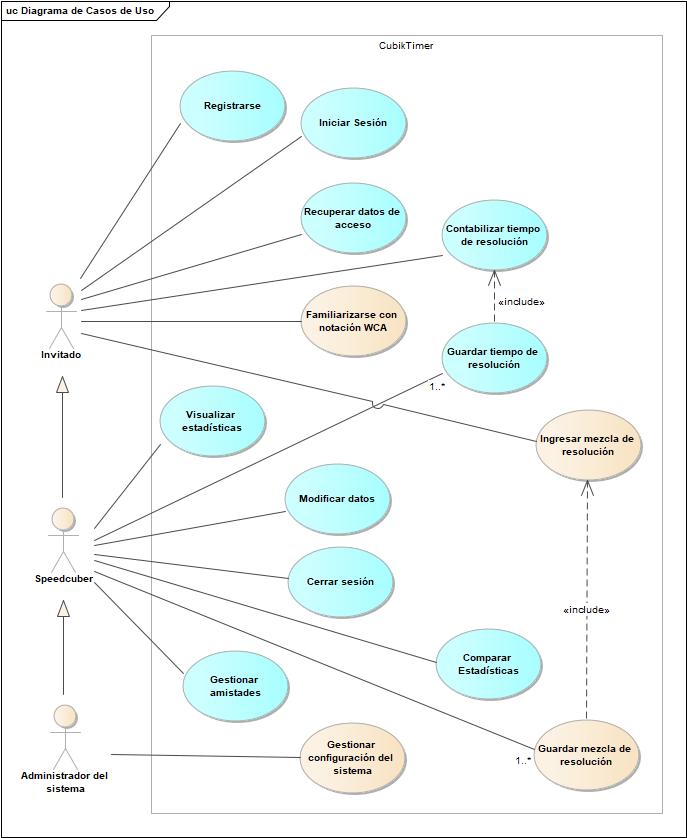 uc Diagrama de Casos de Uso
CubikTimer
Registrarse
Iniciar Sesión
Recuperar datos de
acceso
Contabilizar tiempo
de resolución
«include»
Familiarizarse con
notación WCA
Invitado
Guardar tiempo de
resolución
1..*
Visualizar
estadísticas
Ingresar mezcla de
resolución
Modificar datos
Speedcuber
Cerrar sesión
«include»
Comparar
Estadísticas
Gestionar
amistades
Guardar mezcla de
resolución
1..*
Gestionar
configuración del
sistema
Administrador del
sistema